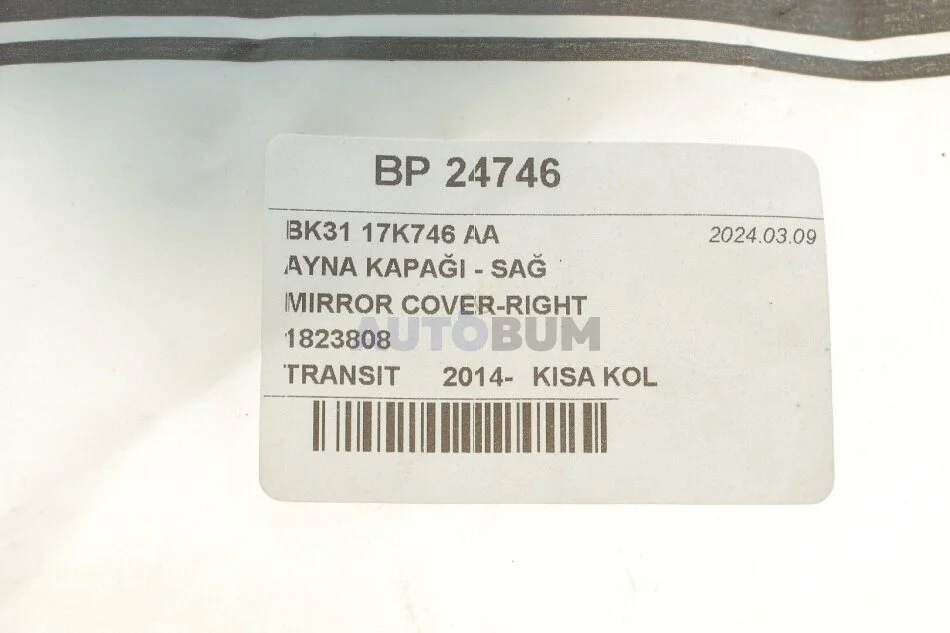 BP 24746
BK31 17K746 AA 2024.03.09
AYNA KAPAĞI - SAĞ
MIRROR COVER-RIGHT
1823808
AUTOBUM
TRANSIT 2014- KISA KOL